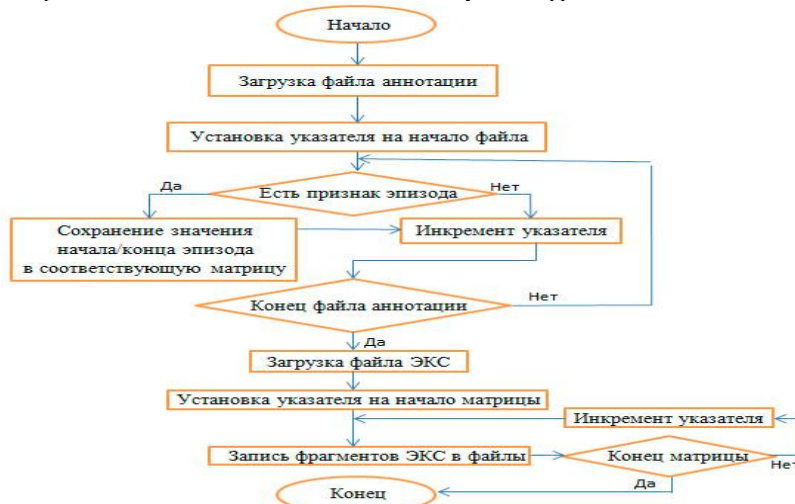 Начало
Загрузка файла аннотации
Установка указателя на начало файла
Есть признак эпизода
Да
Нет
Сохранение значения
начала/конца эпизода
в соответствующую матрицу
Инкремент указателя
Конец файла аннотации
Нет
Да
Загрузка файла ЭКС
Установка указателя на начало матрицы
Инкремент указателя
Запись фрагментов ЭКС в файлы
Конец матрицы
Нет
Да
Конец